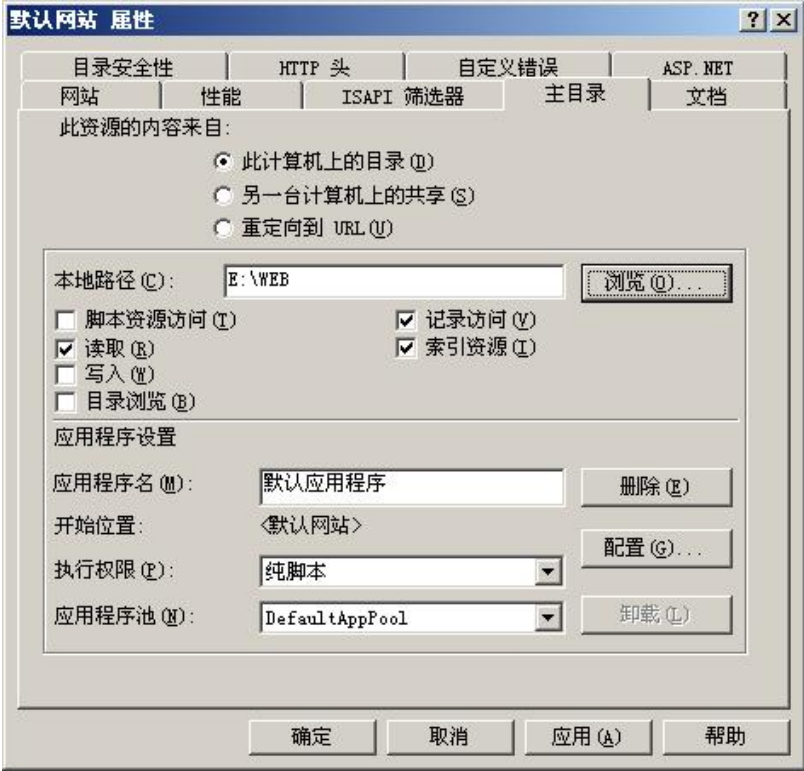 默认网站 属性
目录安全性 HTTP 头 自定义错误 ASP.NET
网站 性能 ISAPI 筛选器 主目录 文档
此资源的内容来自:
此计算机上的目录(D)
另一台计算机上的共享(S)
重定向到 URL(U)
本地路径(C): E:\WEB 浏览(O)...
脚本资源访问(T) 记录访问(V)
读取(R) 索引资源(I)
写入(W)
目录浏览(B)
应用程序设置
应用程序名(M): 默认应用程序 删除(E)
开始位置: <默认网站>
配置(G)...
执行权限(P): 纯脚本
应用程序池(N): DefaultAppPool 卸载(L)
确定 取消 应用(A) 帮助